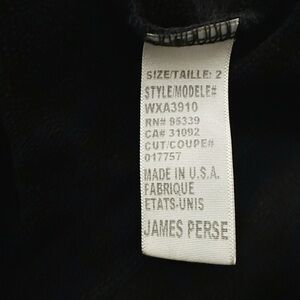 SIZE/TAILLE: 2
STYLE/MODELE#
WXA3910
RN# 85339
CA# 31092
CUT/COUPE#
017757
MADE IN U.S.A.
FABRIQUE
ETATS-UNIS
JAMES PERSE